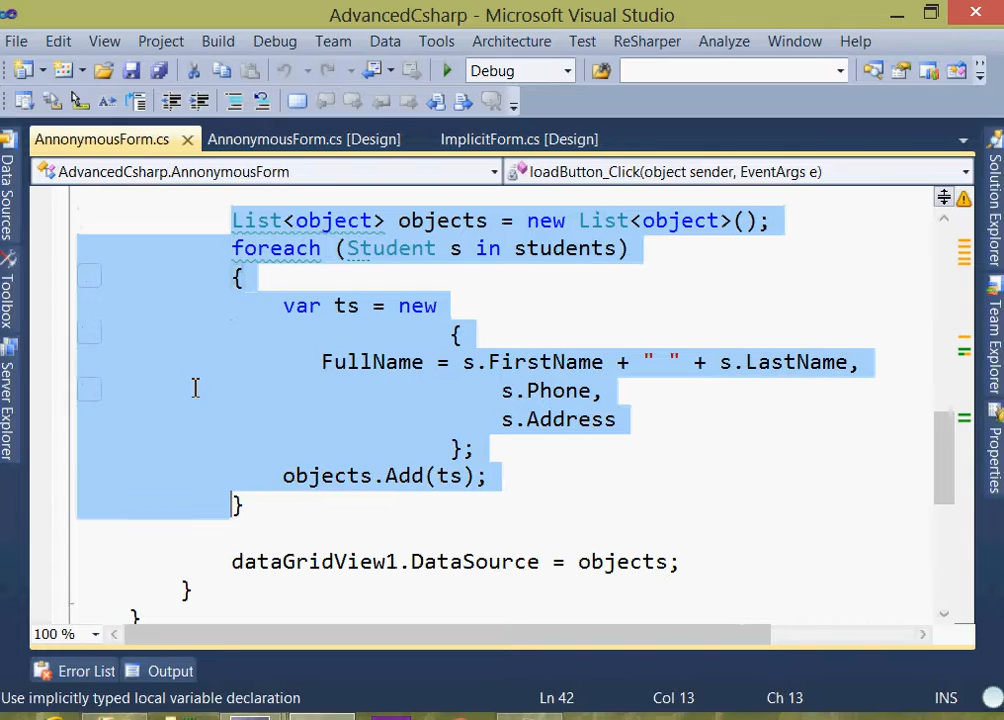 AdvancedCsharp - Microsoft Visual Studio
File Edit View Project Build Debug Team Data Tools Architecture Test ReSharper Analyze Window Help
Debug
AnnonymousForm.cs AnnonymousForm.cs [Design] ImplicitForm.cs [Design]
AdvancedCsharp.AnnonymousForm loadButton_Click(object sender, EventArgs e)
Data Sources
Toolbox
Server Explorer
List<object> objects = new List<object>();
foreach (Student s in students)
{
var ts = new
{
FullName = s.FirstName + " " + s.LastName,
s.Phone,
s.Address
};
objects.Add(ts);
}
dataGridView1.DataSource = objects;
}
}
Solution Explorer
Team Explorer
Properties
100 %
Error List Output
Use implicitly typed local variable declaration Ln 42 Col 13 Ch 13 INS